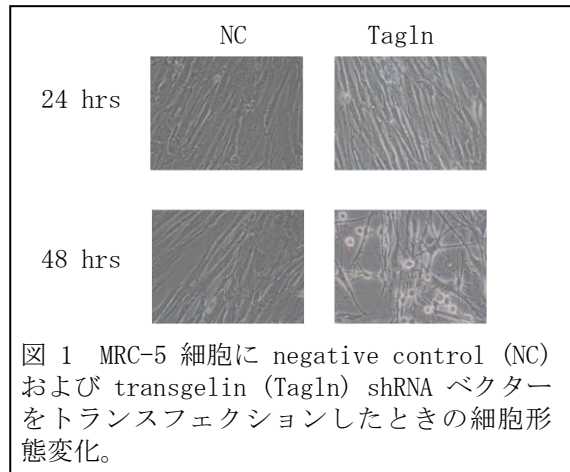 NC Tagln
24 hrs
48 hrs
図 1 MRC-5 細胞に negative control (NC)
および transgelin (Tagln) shRNA ベクター
をトランスフェクションしたときの細胞形
態変化。